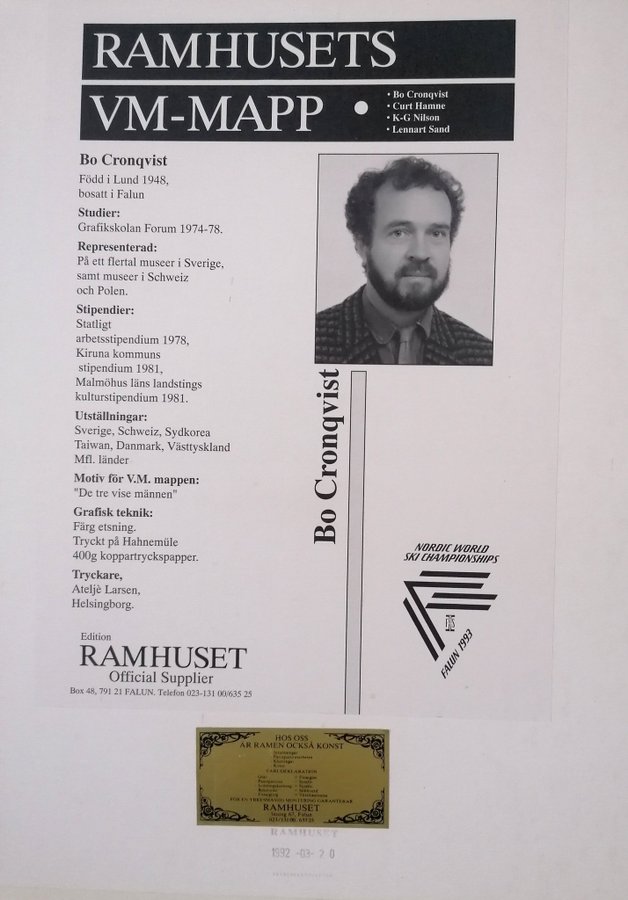 RAMHUSETS
VM-MAPP •
• Bo Cronqvist
• Curt Hamne
• K-G Nilson
• Lennart Sand
Bo Cronqvist
Född i Lund 1948,
bosatt i Falun
Studier:
Grafikskolan Forum 1974-78.
Representerad:
På ett flertal museer i Sverige,
samt museer i Schweiz
och Polen.
Stipendier:
Statligt
arbetsstipendium 1978,
Kiruna kommuns
stipendium 1981,
Malmöhus läns landstings
kulturstipendium 1981.
Utställningar:
Sverige, Schweiz, Sydkorea
Taiwan, Danmark, Västtyskland
Mfl. länder
Motiv för V.M. mappen:
"De tre vise männen"
Grafisk teknik:
Färg etsning.
Tryckt på Hahnemüle
400g koppartryckspapper.
Tryckare,
Ateljè Larsen,
Helsingborg.
Bo Cronqvist
NORDIC WORLD
SKI CHAMPIONSHIPS
FIS
FALUN 1993
Edition
RAMHUSET
Official Supplier
Box 48, 791 21 FALUN. Telefon 023-131 00/635 25
HOS OSS
ÄR RAMEN OCKSÅ KONST
RAMHUSET
RAMHUSET
1992 -03- 20